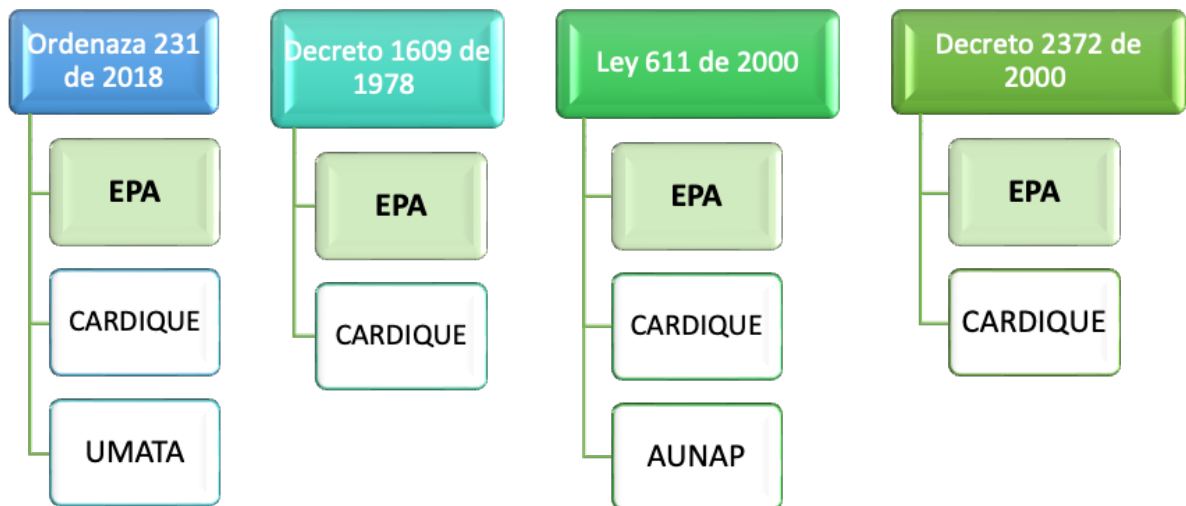 Ordenaza 231
de 2018
EPA
CARDIQUE
UMATA
Decreto 1609 de
1978
EPA
CARDIQUE
Ley 611 de 2000
EPA
CARDIQUE
AUNAP
Decreto 2372 de
2000
EPA
CARDIQUE